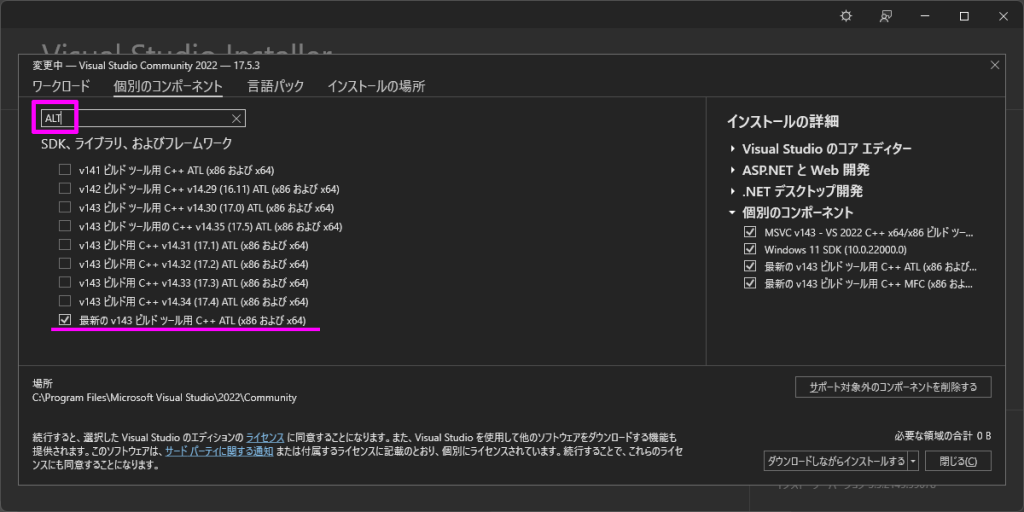 Visual Studio Installer
変更中 — Visual Studio Community 2022 — 17.5.3
ワークロード 個別のコンポーネント 言語パック インストールの場所
ALT
SDK、ライブラリ、およびフレームワーク
v141 ビルド ツール用 C++ ATL (x86 および x64)
v142 ビルド ツール用 C++ v14.29 (16.11) ATL (x86 および x64)
v143 ビルド ツール用 C++ v14.30 (17.0) ATL (x86 および x64)
v143 ビルド ツール用の C++ v14.35 (17.5) ATL (x86 および x64)
v143 ビルド用 C++ v14.31 (17.1) ATL (x86 および x64)
v143 ビルド用 C++ v14.32 (17.2) ATL (x86 および x64)
v143 ビルド用 C++ v14.33 (17.3) ATL (x86 および x64)
v143 ビルド用 C++ v14.34 (17.4) ATL (x86 および x64)
最新の v143 ビルド ツール用 C++ ATL (x86 および x64)
インストールの詳細
Visual Studio のコア エディター
ASP.NET と Web 開発
.NET デスクトップ開発
個別のコンポーネント
MSVC v143 - VS 2022 C++ x64/x86 ビルド ツー...
Windows 11 SDK (10.0.22000.0)
最新の v143 ビルド ツール用 C++ ATL (x86 および...
最新の v143 ビルド ツール用 C++ MFC (x86 およ...
場所
C:\Program Files\Microsoft Visual Studio\2022\Community
サポート対象外のコンポーネントを削除する
続行すると、選択した Visual Studio のエディションの ライセンス に同意することになります。また、Visual Studio を使用して他のソフトウェアをダウンロードする機能も
提供されます。このソフトウェアは、サード パーティに関する通知 または付属するライセンスに記載のとおり、個別にライセンスされています。続行することで、これらのライセ
ンスにも同意することになります。
必要な領域の合計 0 B
ダウンロードしながらインストールする 閉じる(C)